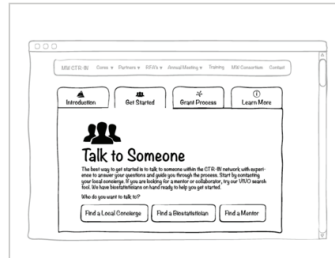 MW CTR-IN Core ▾ Partners ▾ RFA's ▾ Annual Meeting ▾ Training MW Consortium Contact
Introduction Get Started Grant Process Learn More
Talk to Someone
The best way to get started is to talk to someone within the CTR-IN network with experi-
ence to answer your questions and guide you through the process. Start by contacting
your local concierge. If you are looking for a mentor or collaborator, try our VIVO search
tool. We have biostatisticians on hand ready to help you get started.
Who do you want to talk to?
Find a Local Concierge Find a Biostatistician Find a Mentor